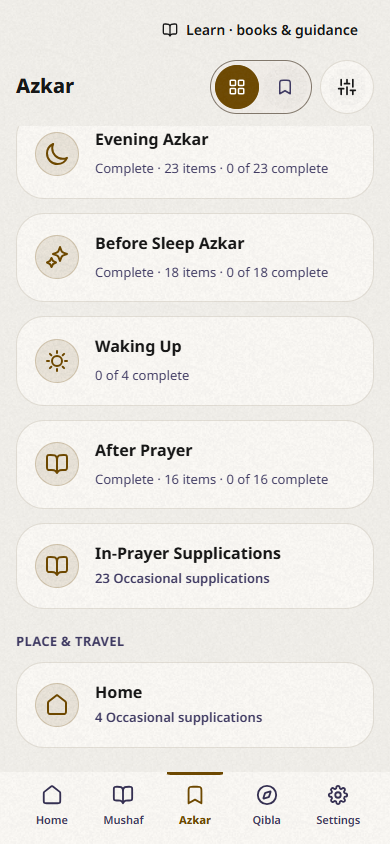 Learn · books & guidance
Azkar
Evening Azkar
Complete · 23 items · 0 of 23 complete
Before Sleep Azkar
Complete · 18 items · 0 of 18 complete
Waking Up
0 of 4 complete
After Prayer
Complete · 16 items · 0 of 16 complete
In-Prayer Supplications
23 Occasional supplications
PLACE & TRAVEL
Home
4 Occasional supplications
Home Mushaf Azkar Qibla Settings